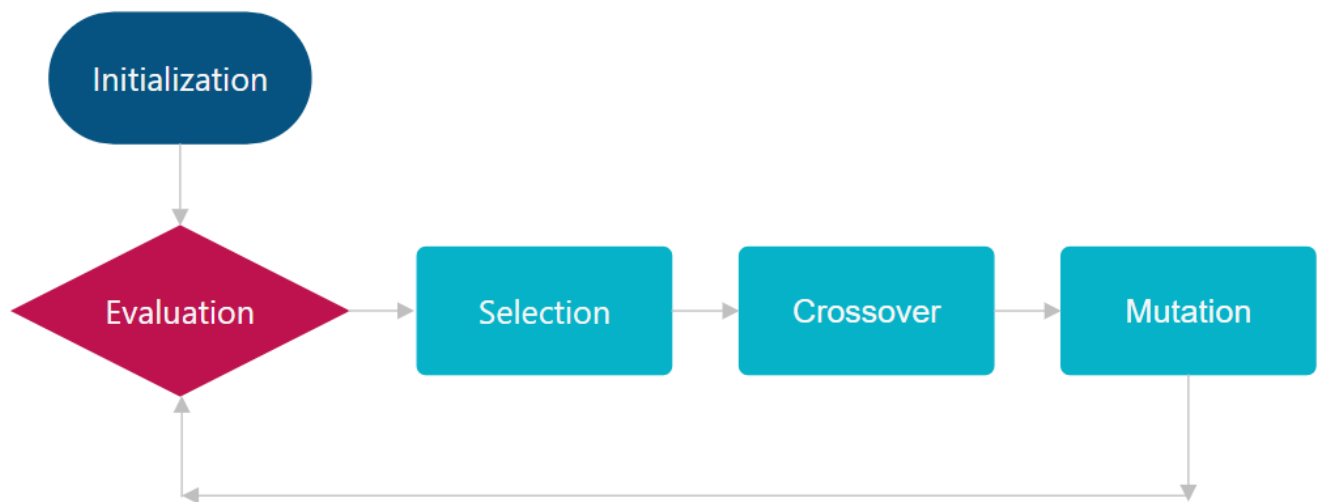 Initialization
Evaluation
Selection
Crossover
Mutation